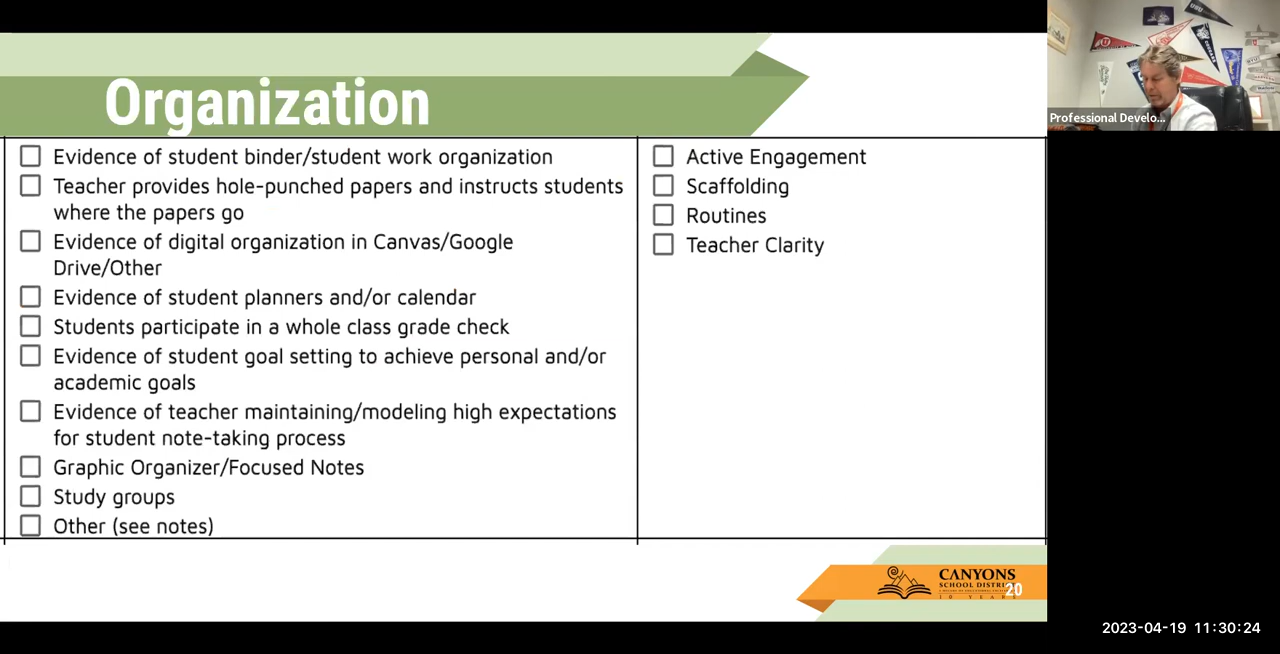 Organization
Evidence of student binder/student work organization
Teacher provides hole-punched papers and instructs students
where the papers go
Evidence of digital organization in Canvas/Google
Drive/Other
Evidence of student planners and/or calendar
Students participate in a whole class grade check
Evidence of student goal setting to achieve personal and/or
academic goals
Evidence of teacher maintaining/modeling high expectations
for student note-taking process
Graphic Organizer/Focused Notes
Study groups
Other (see notes)
Active Engagement
Scaffolding
Routines
Teacher Clarity
Professional Develo...
CANYONS
20
2023-04-19 11:30:24